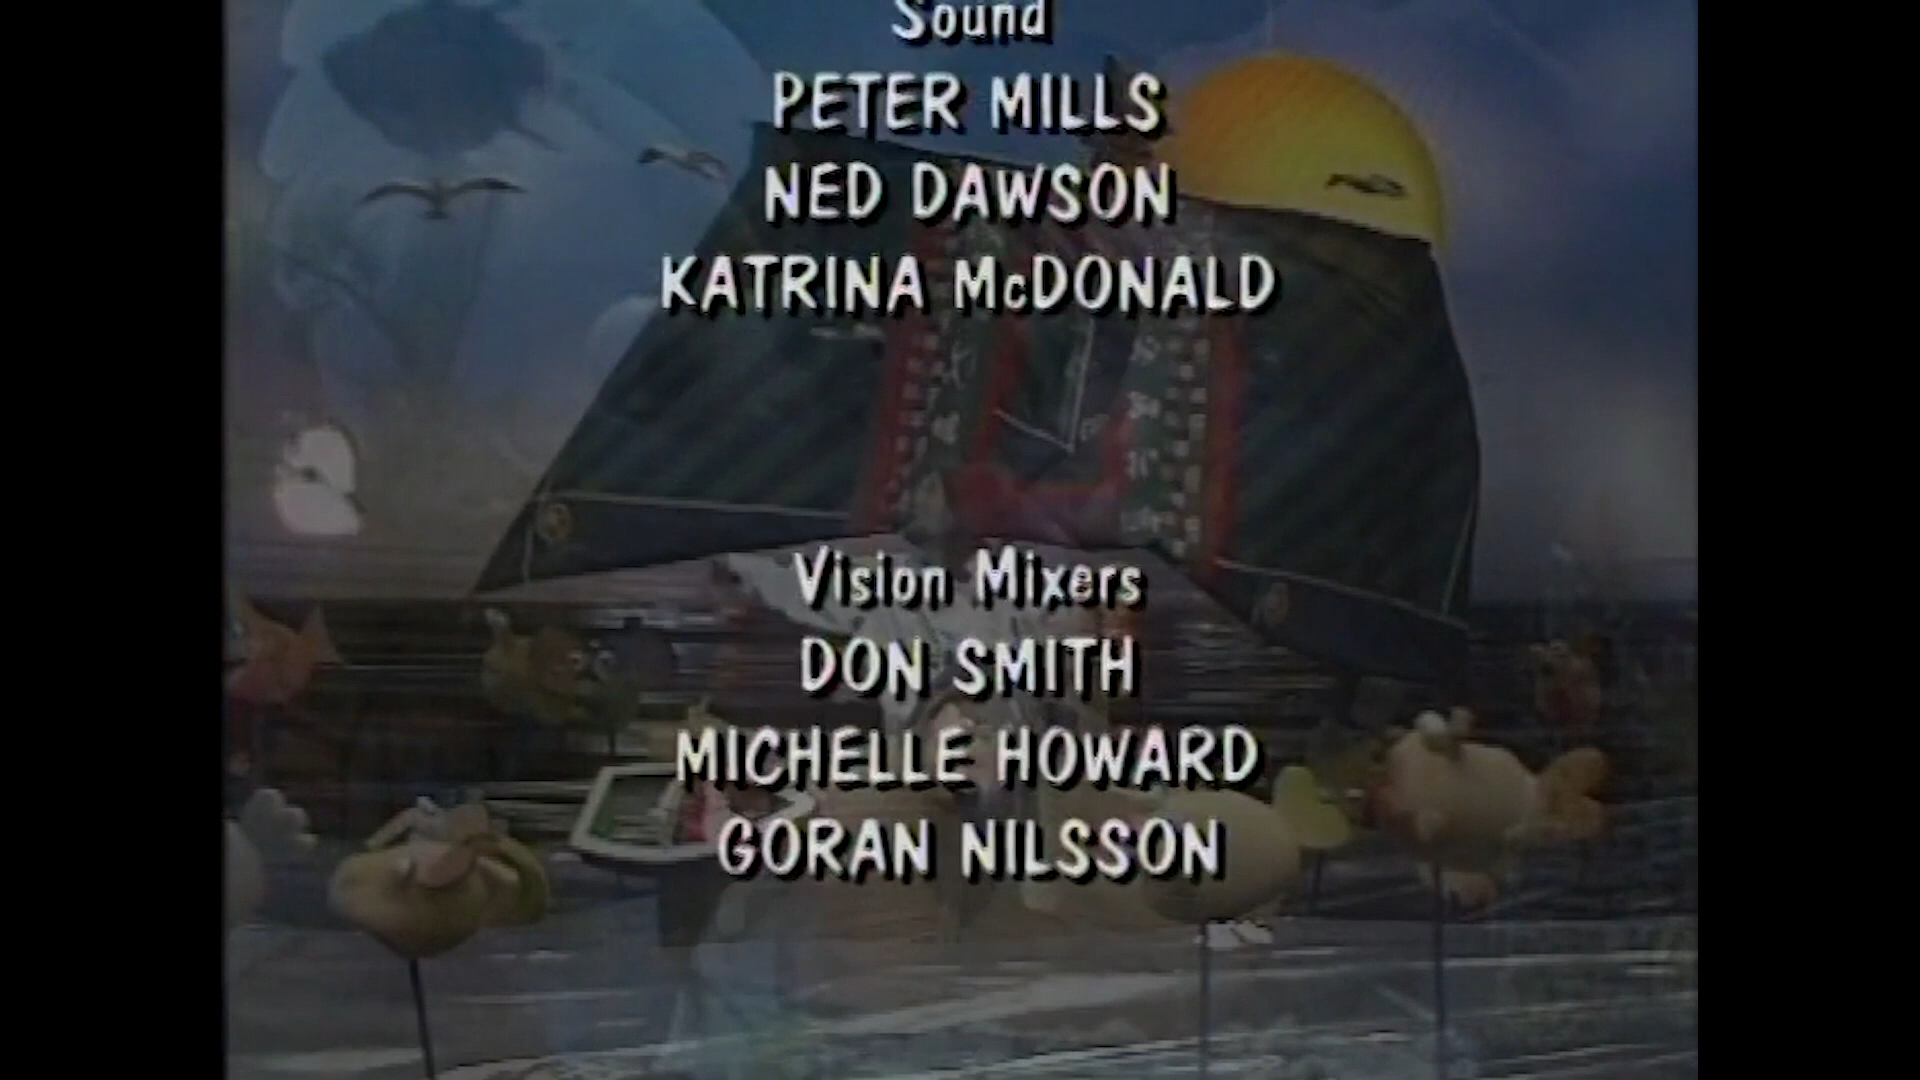 Sound
PETER MILLS
NED DAWSON
KATRINA McDONALD
Vision Mixers
DON SMITH
MICHELLE HOWARD
GORAN NILSSON